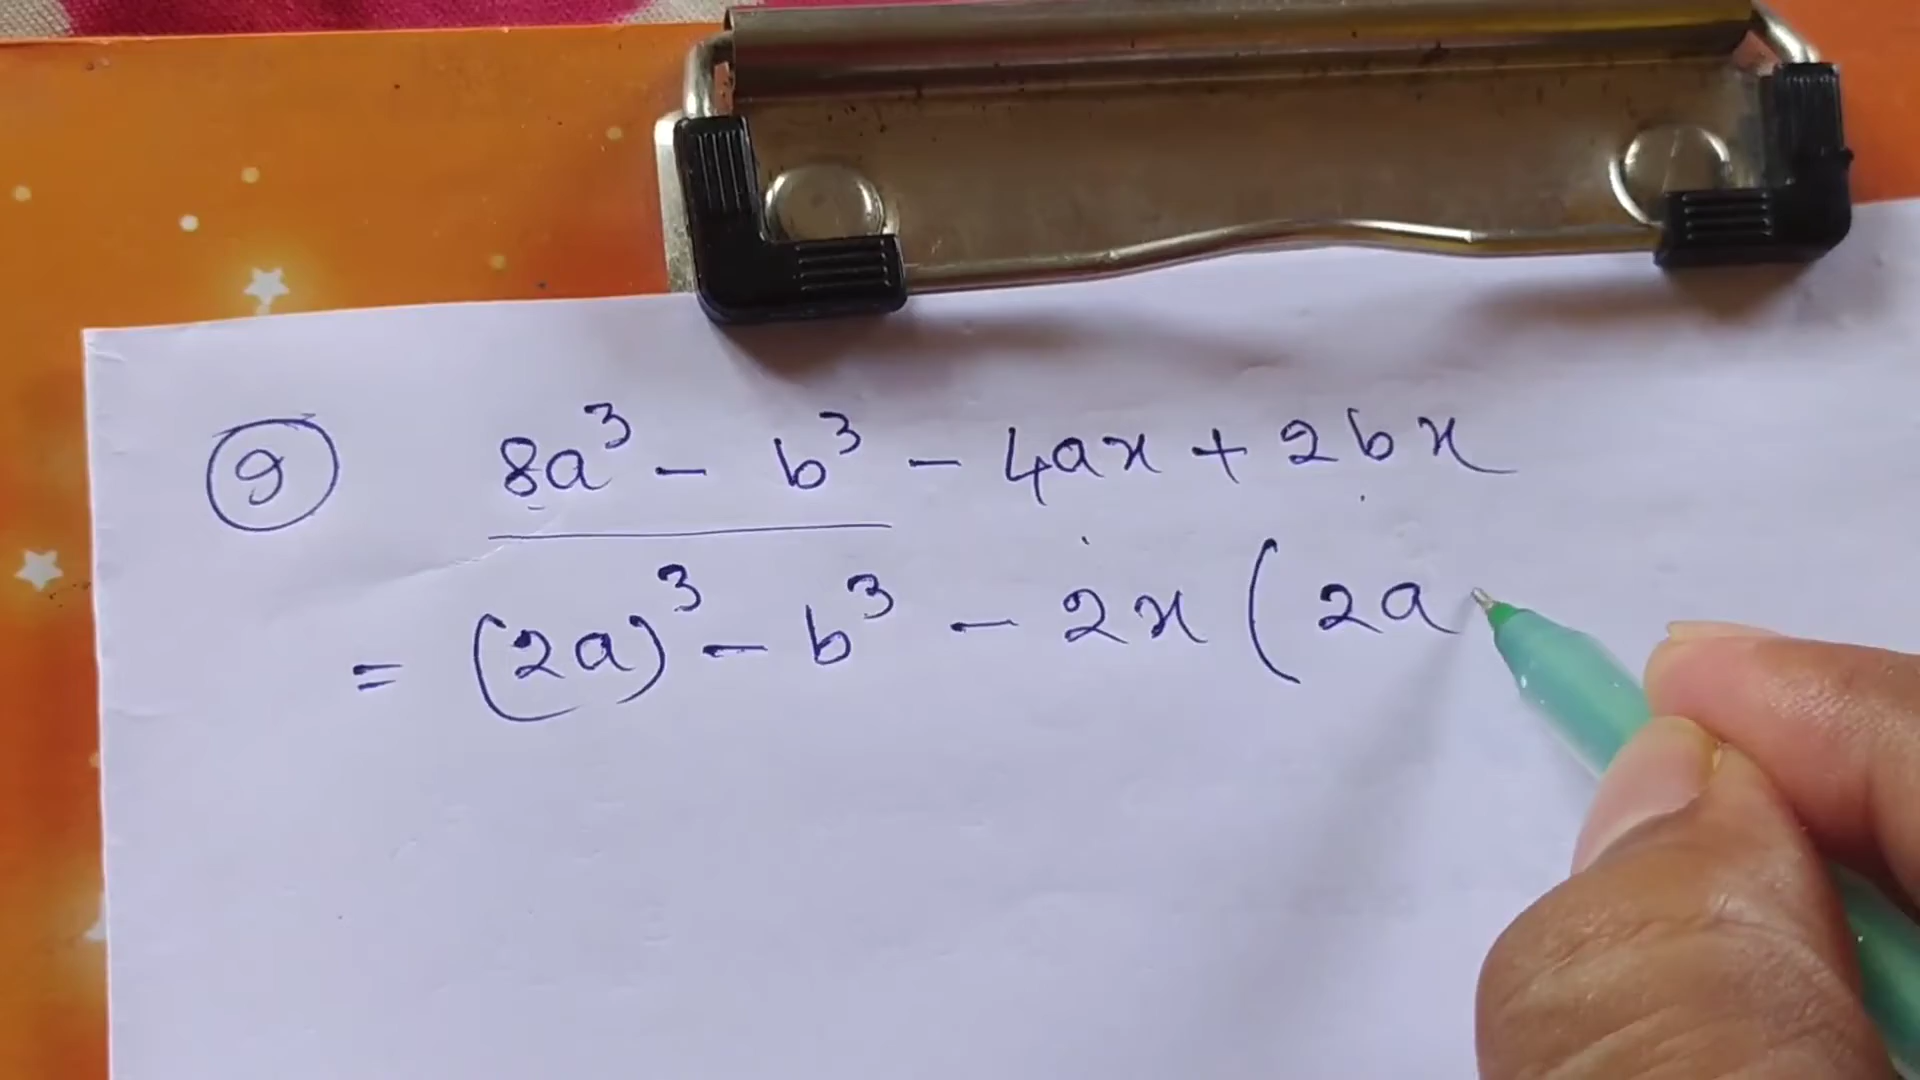 9 8a³ - b³ - 4ax + 2bx
= (2a)³ - b³ - 2x (2a